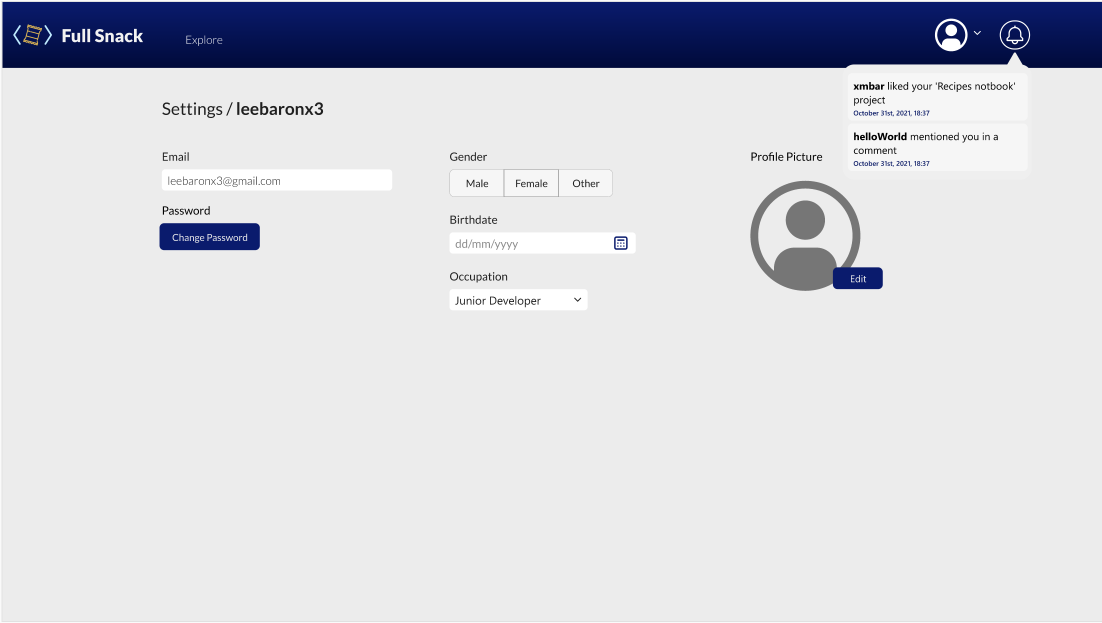 Full Snack
Explore
xmbar liked your 'Recipes notbook'
project
October 31st, 2021, 18:37
helloWorld mentioned you in a
comment
October 31st, 2021, 18:37
Settings / leebaronx3
Email
leebaronx3@gmail.com
Password
Change Password
Gender
Male Female Other
Birthdate
dd/mm/yyyy
Occupation
Junior Developer
Profile Picture
Edit